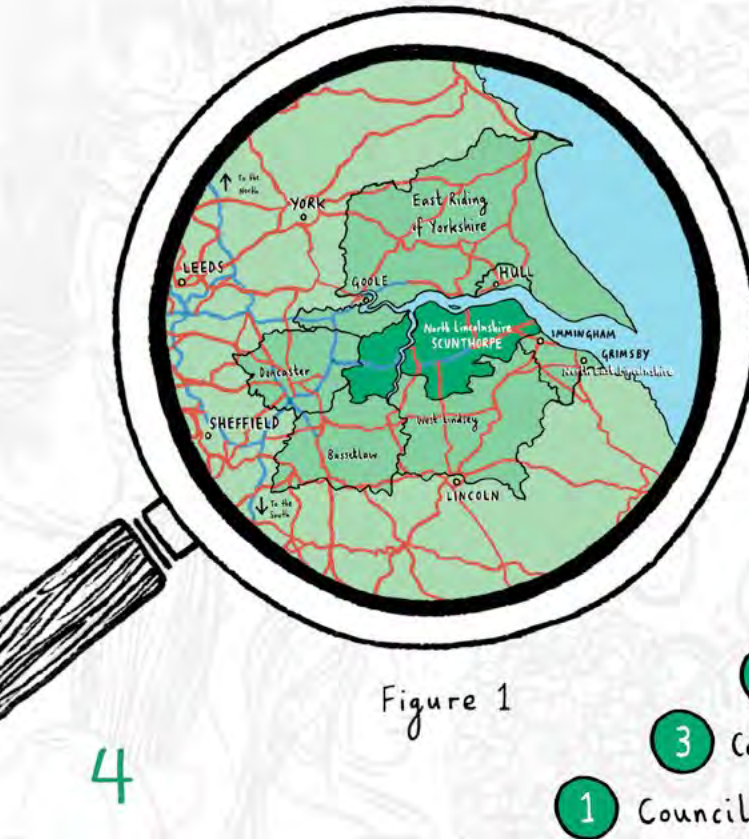 To the
North
YORK
East Riding
of Yorkshire
LEEDS
GOOLE
HULL
North Lincolnshire
SCUNTHORPE
IMMINGHAM
GRIMSBY
North East Lincolnshire
Doncaster
SHEFFIELD
West Lindsey
Bassetlaw
LINCOLN
To the
South
Figure 1
3
4
1 Council